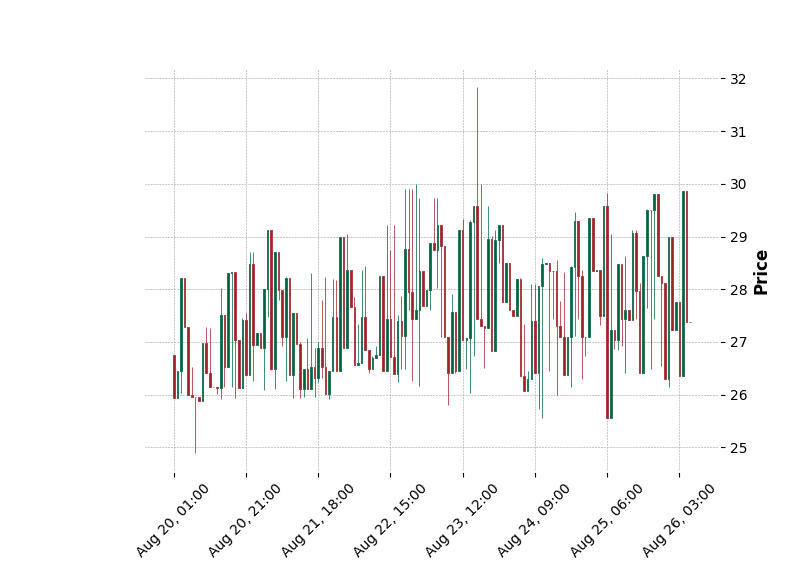 32
31
30
29
28
27
26
25
Price
Aug 20, 01:00
Aug 20, 21:00
Aug 21, 18:00
Aug 22, 15:00
Aug 23, 12:00
Aug 24, 09:00
Aug 25, 06:00
Aug 26, 03:00